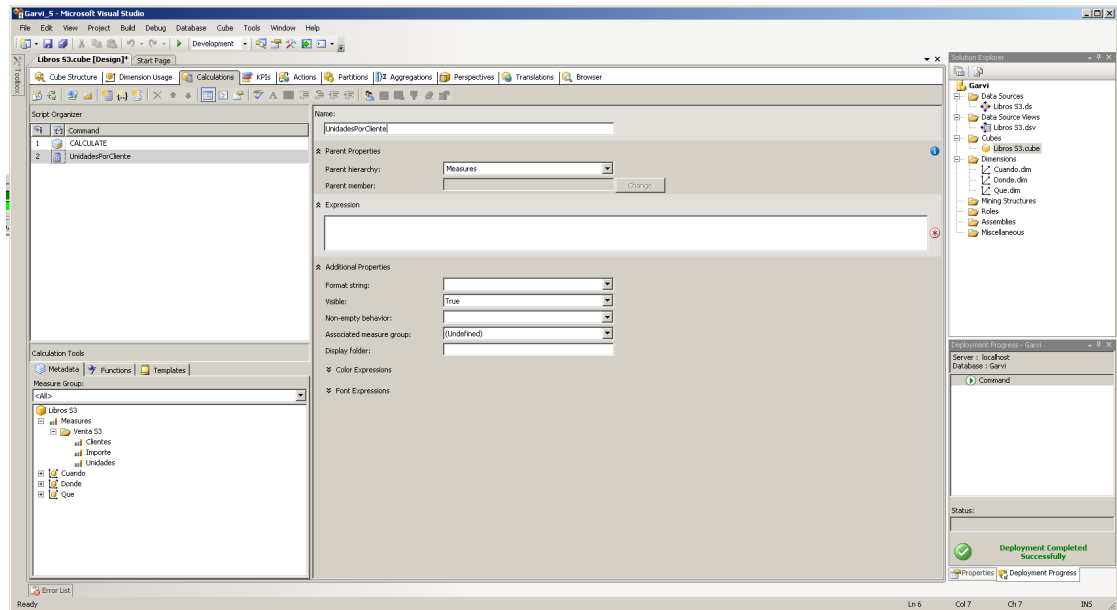 Garvi_S - Microsoft Visual Studio
File Edit View Project Build Debug Database Cube Tools Window Help
Development
Libros S3.cube [Design]* Start Page
Toolbox
Cube Structure Dimension Usage Calculations KPIs Actions Partitions Aggregations Perspectives Translations Browser
Script Organizer
Command
1 CALCULATE
2 UnidadesPorCliente
Name:
UnidadesPorCliente
Parent Properties
Parent hierarchy: Measures
Parent member: Change
Expression
Additional Properties
Format string:
Visible: True
Non-empty behavior:
Associated measure group: (Undefined)
Display folder:
Color Expressions
Font Expressions
Calculation Tools
Metadata Functions Templates
Measure Group:
<All>
Libros S3
Measures
Venta S3
Clientes
Importe
Unidades
Cuando
Donde
Que
Solution Explorer
Garvi
Data Sources
Libros S3.ds
Data Source Views
Libros S3.dsv
Cubes
Libros S3.cube
Dimensions
Cuando.dim
Donde.dim
Que.dim
Mining Structures
Roles
Assemblies
Miscellaneous
Deployment Progress - Garvi
Server : localhost
Database : Garvi
Command
Status:
Deployment Completed
Successfully
Properties Deployment Progress
Error List
Ready Ln 6 Col 7 Ch 7 INS